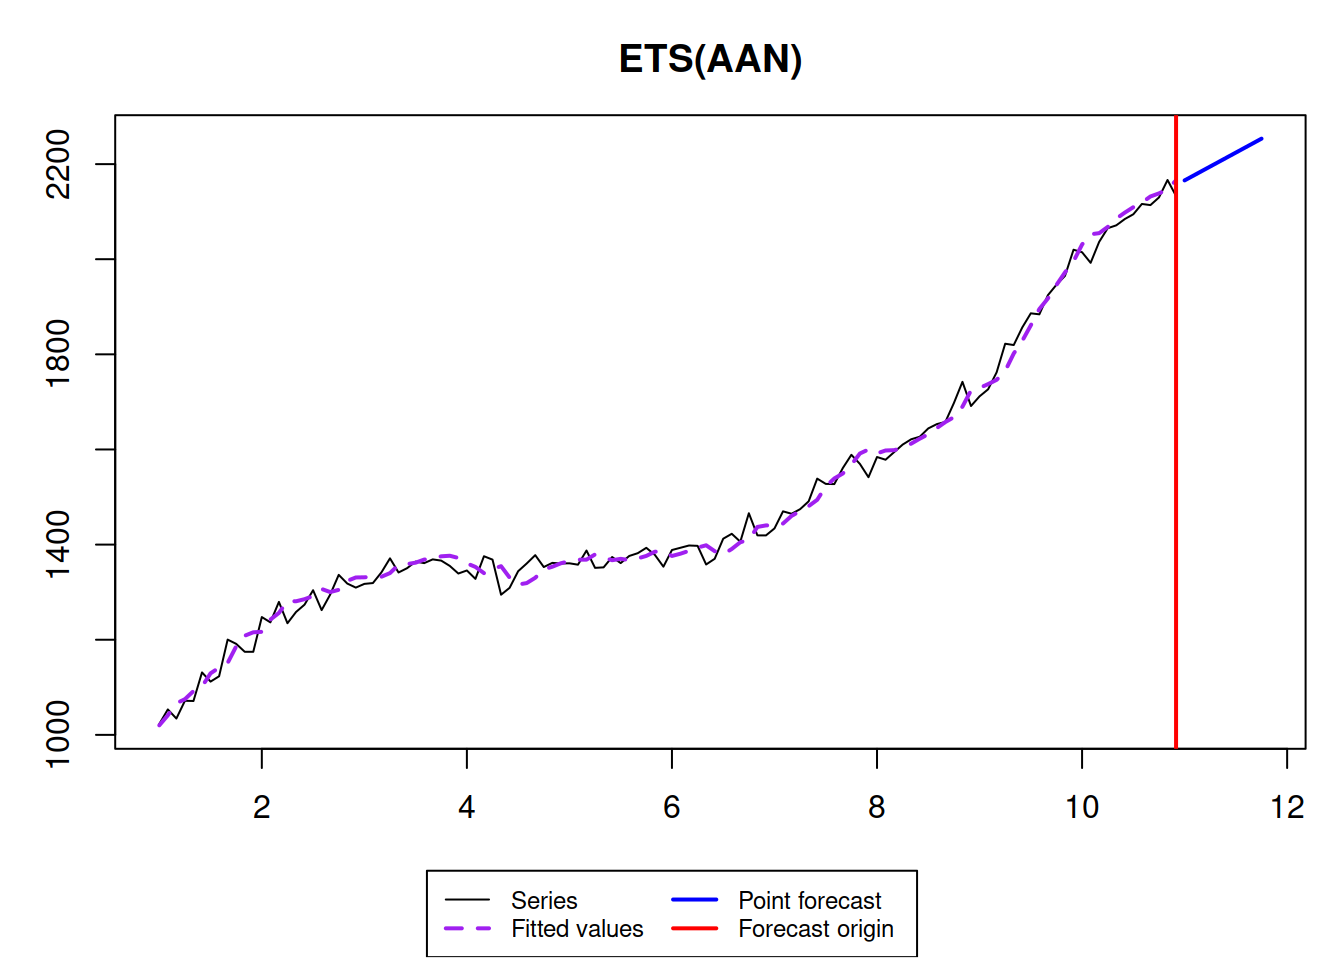 ETS(AAN)
2200
1800
1400
1000
2 4 6 8 10 12
Series Point forecast
Fitted values Forecast origin